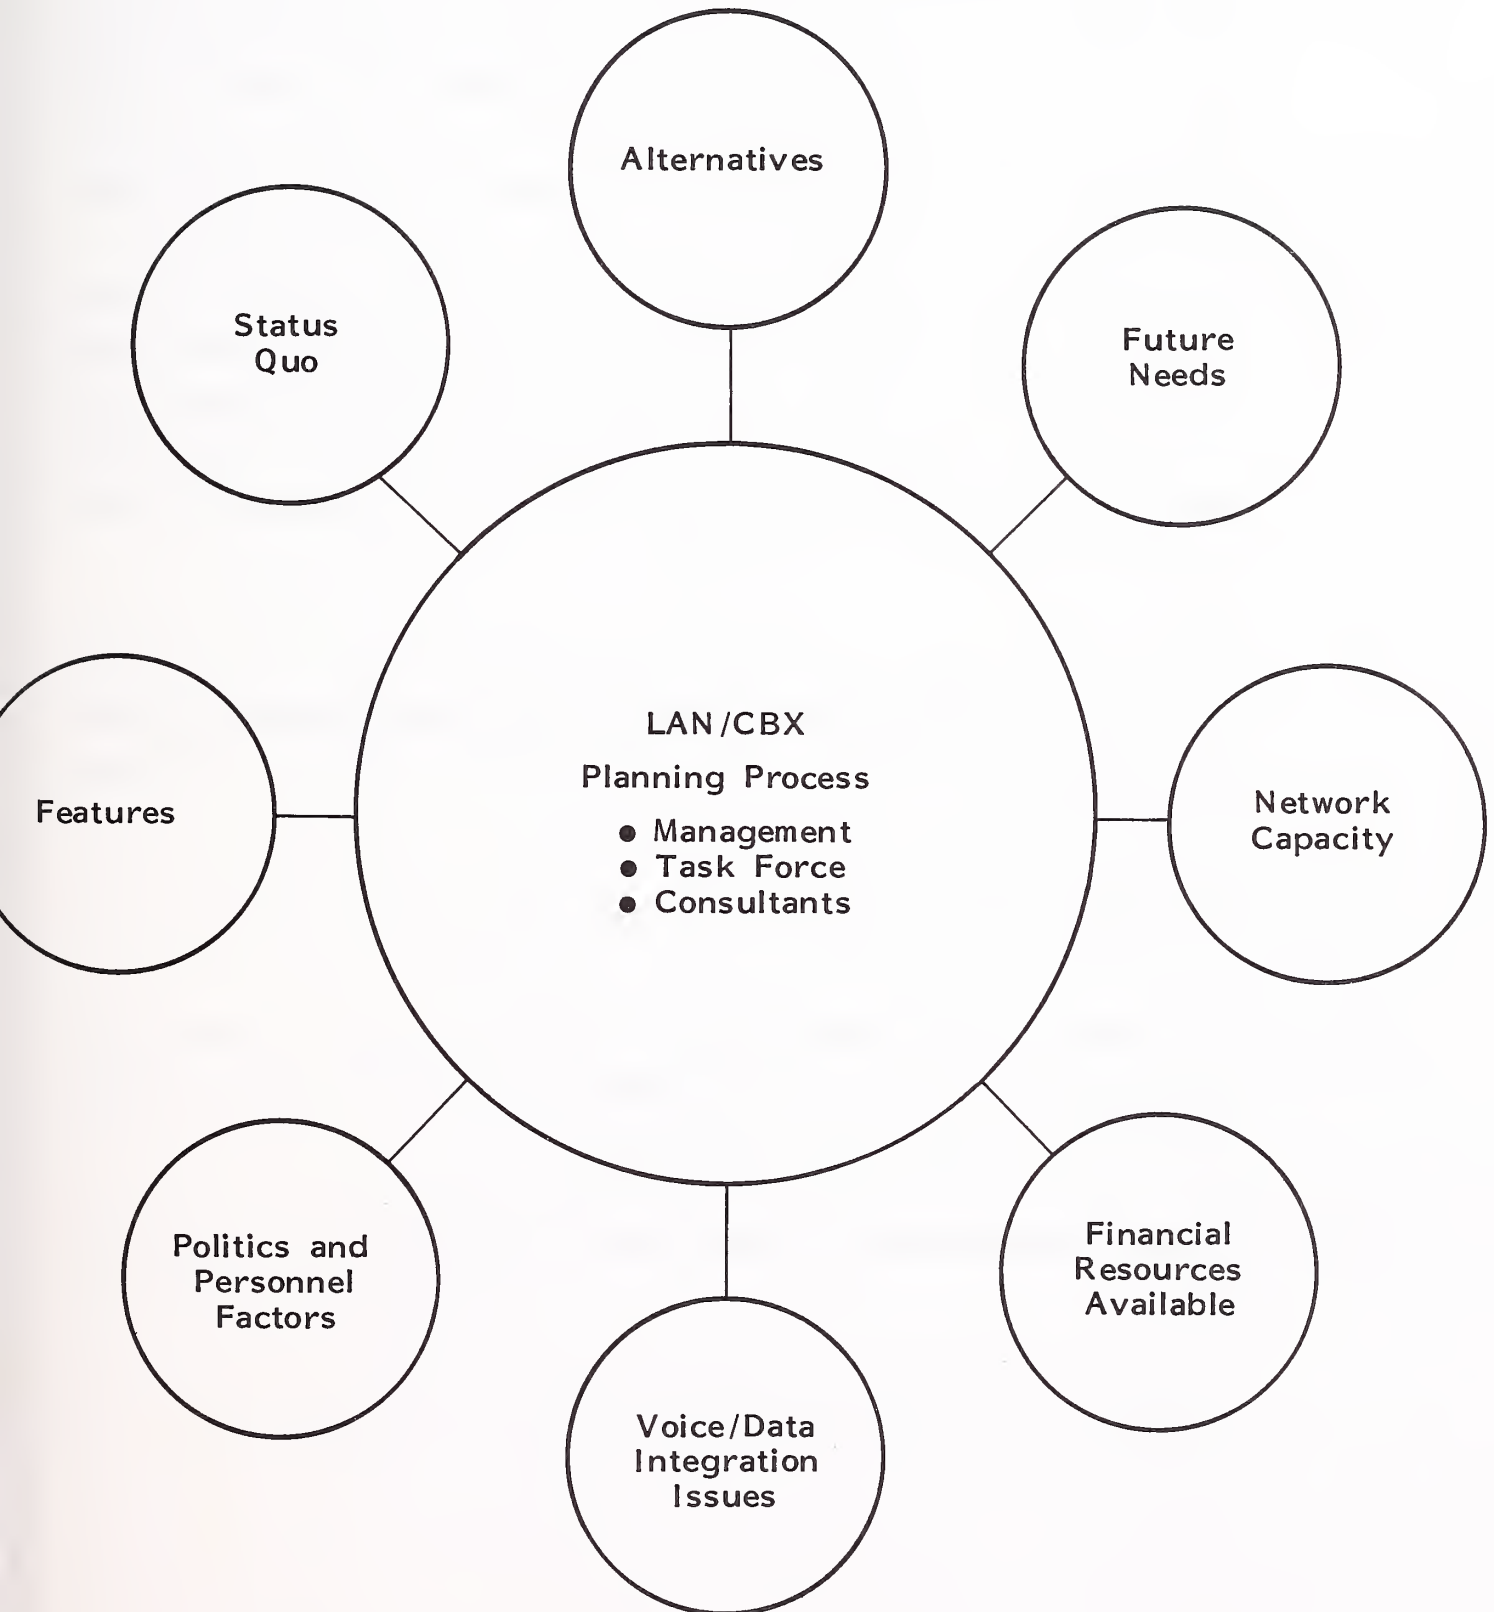 Alternatives
Status
Quo
Future
Needs
LAN/CBX
Planning Process
● Management
● Task Force
● Consultants
Features
Network
Capacity
Politics and
Personnel
Factors
Financial
Resources
Available
Voice/Data
Integration
Issues